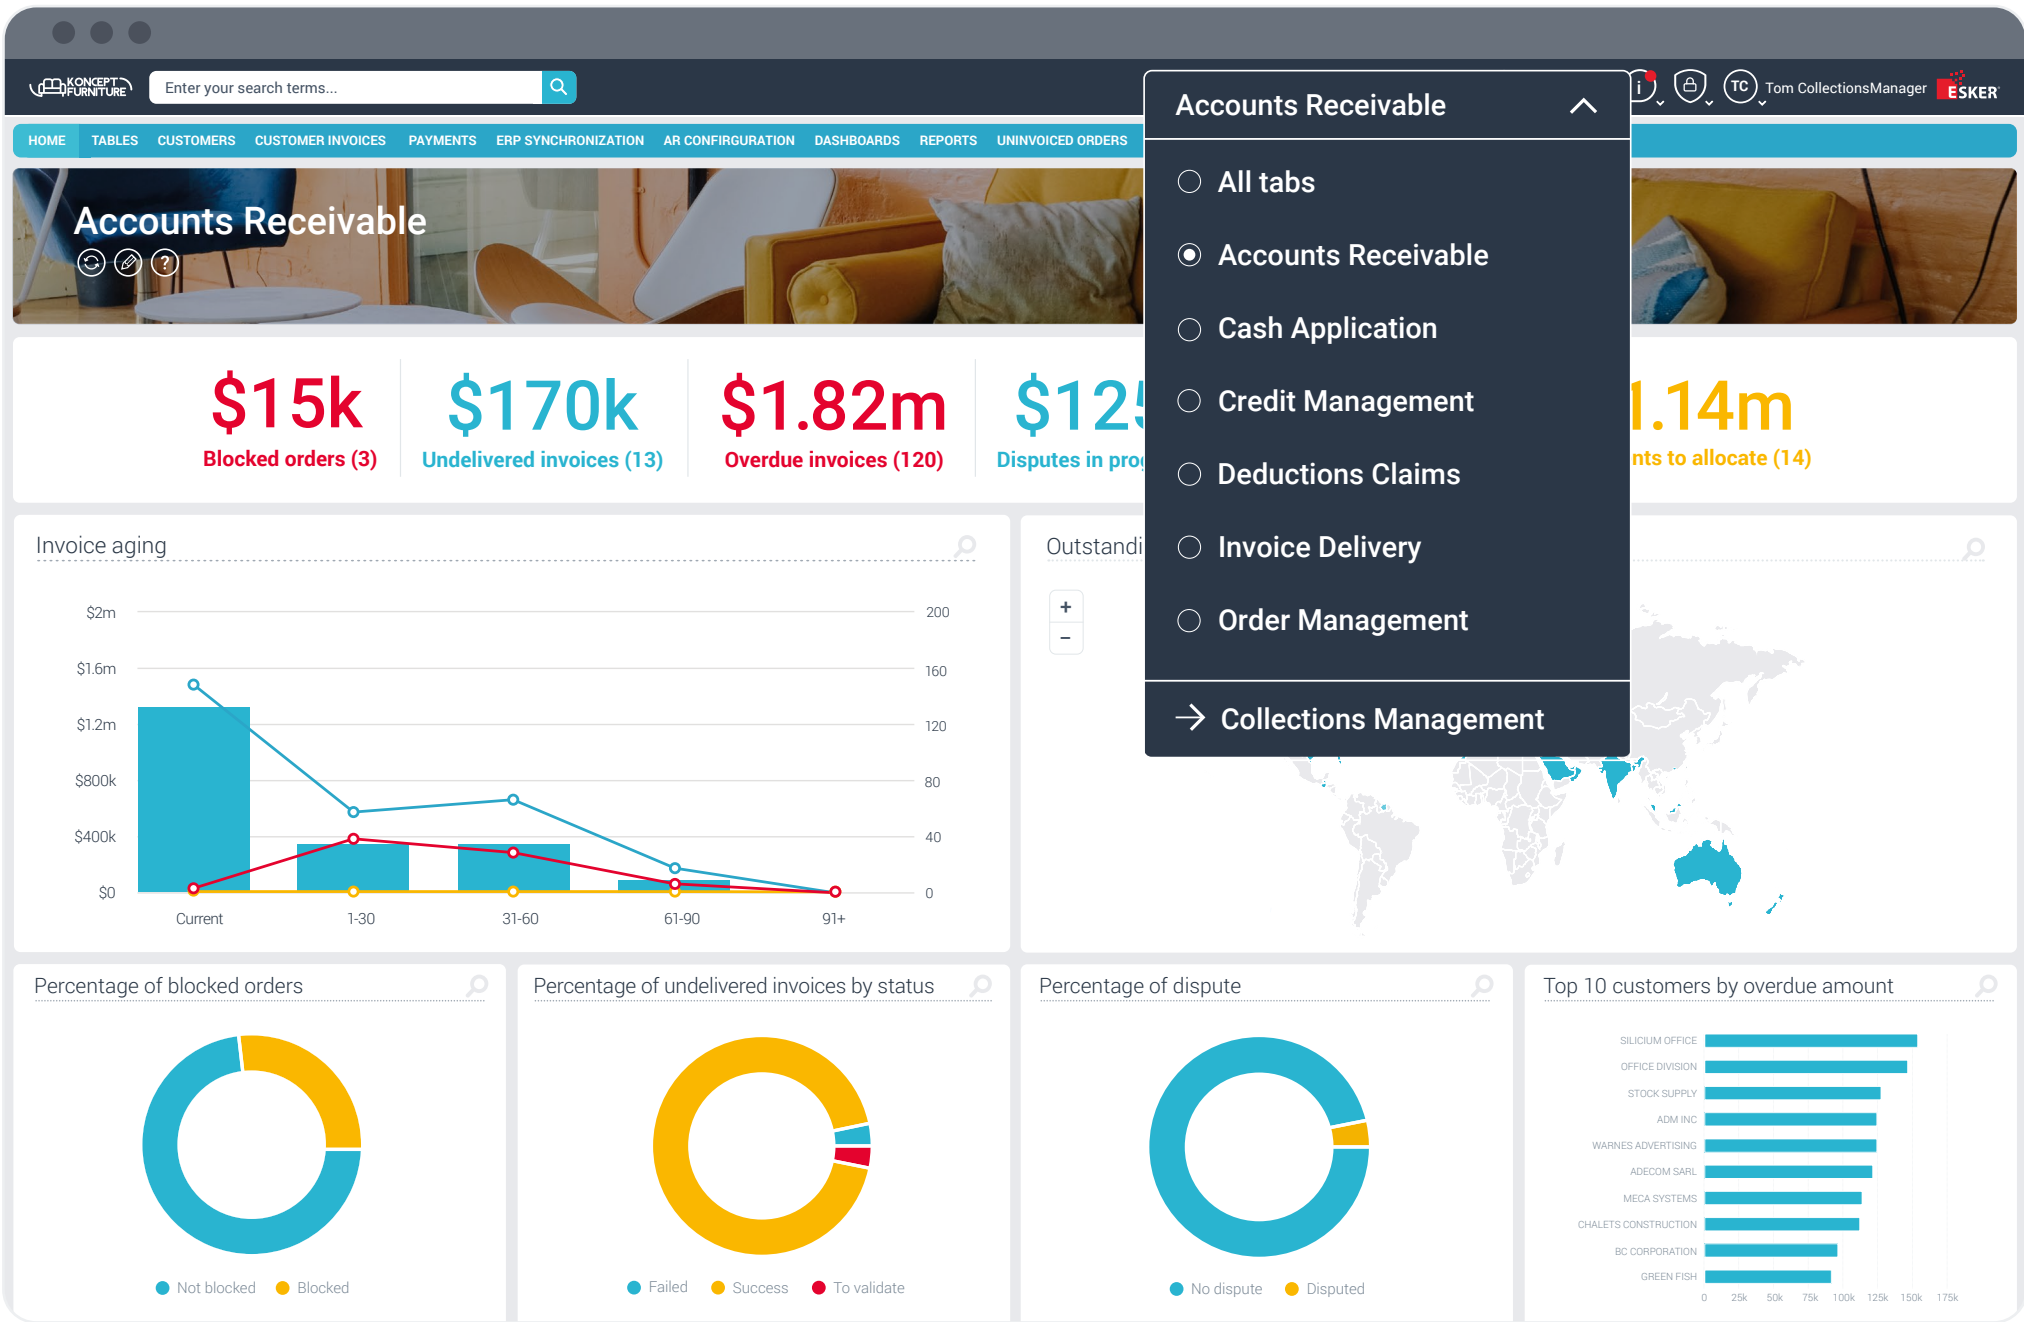 KONCEPT
FURNITURE
Enter your search terms...
i
TC
Tom CollectionsManager
ESKER
HOME TABLES CUSTOMERS CUSTOMER INVOICES PAYMENTS ERP SYNCHRONIZATION AR CONFIRGURATION DASHBOARDS REPORTS UNINVOICED ORDERS
Accounts Receivable
?
Accounts Receivable
All tabs
Accounts Receivable
Cash Application
Credit Management
Deductions Claims
Invoice Delivery
Order Management
Collections Management
$15k
Blocked orders (3)
$170k
Undelivered invoices (13)
$1.82m
Overdue invoices (120)
$125
Disputes in pro
1.14m
nts to allocate (14)
Invoice aging
$2m
$1.6m
$1.2m
$800k
$400k
$0
200
160
120
80
40
0
Current 1-30 31-60 61-90 91+
Outstandi
+
−
Percentage of blocked orders
Not blocked Blocked
Percentage of undelivered invoices by status
Failed Success To validate
Percentage of dispute
No dispute Disputed
Top 10 customers by overdue amount
SILICIUM OFFICE
OFFICE DIVISION
STOCK SUPPLY
ADM INC
WARNES ADVERTISING
ADECOM SARL
MECA SYSTEMS
CHALETS CONSTRUCTION
BC CORPORATION
GREEN FISH
0 25k 50k 75k 100k 125k 150k 175k